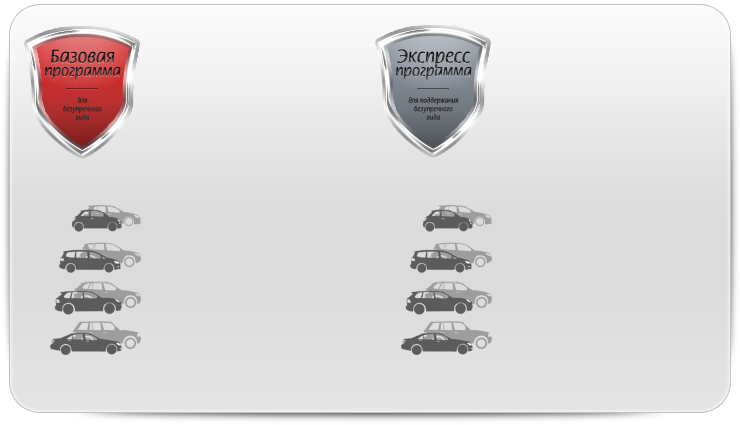 Базовая
программа
для
безупречного
вида
Экспресс
программа
для поддержания
безупречного
вида